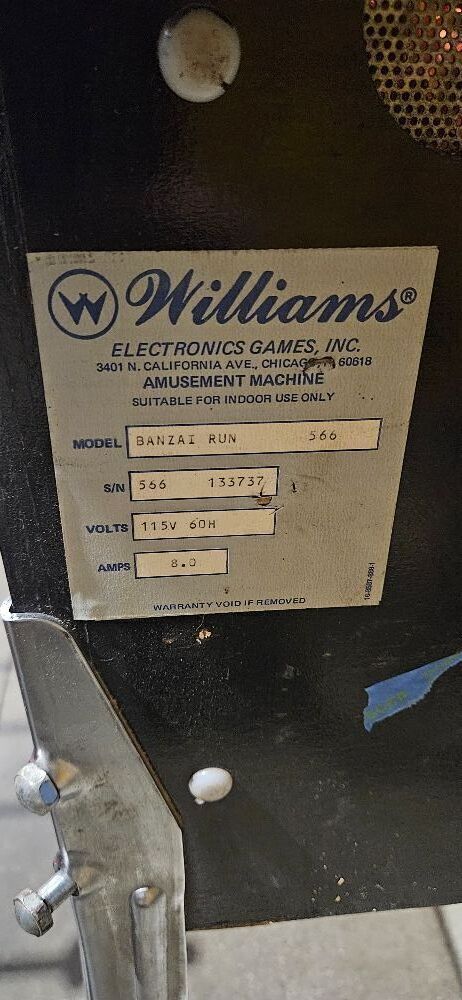 W Williams®
ELECTRONICS GAMES, INC.
3401 N. CALIFORNIA AVE., CHICAGO, 60618
AMUSEMENT MACHINE
SUITABLE FOR INDOOR USE ONLY
MODEL BANZAI RUN 566
S/N 566 133737
VOLTS 115V 60H
AMPS 8.0
WARRANTY VOID IF REMOVED